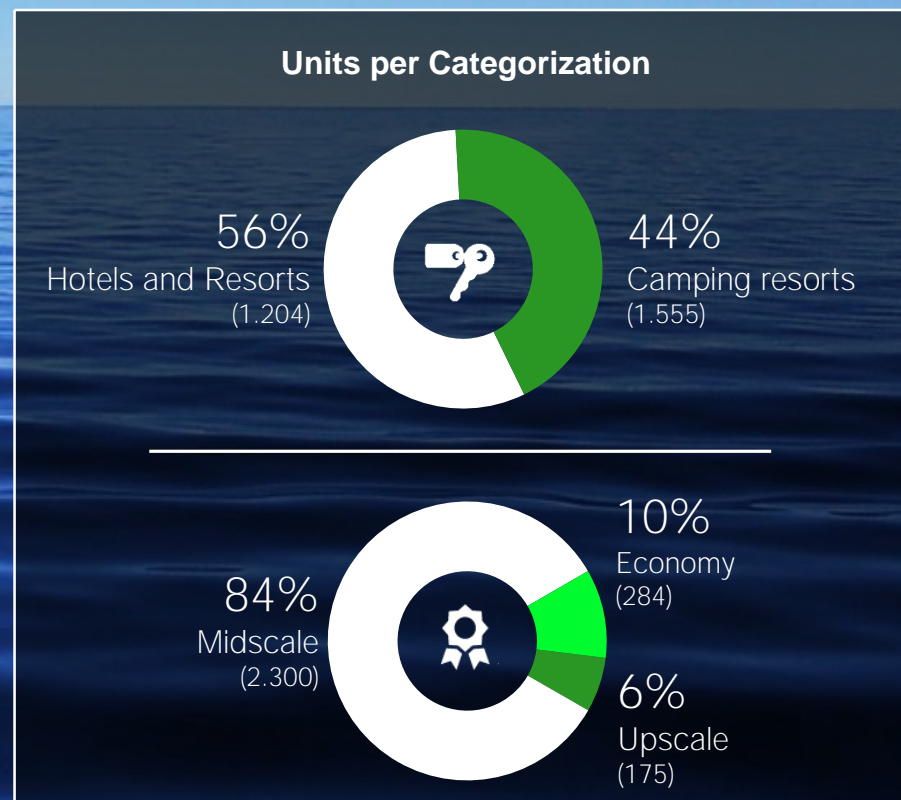 Units per Categorization
56%
Hotels and Resorts
(1.204)
44%
Camping resorts
(1.555)
84%
Midscale
(2.300)
10%
Economy
(284)
6%
Upscale
(175)